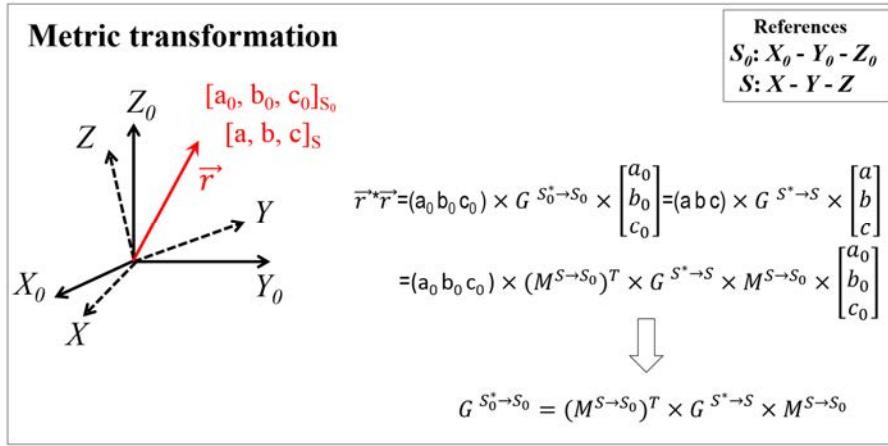 Metric transformation
References
S₀: X₀ - Y₀ - Z₀
S: X - Y - Z
[a₀, b₀, c₀]S₀
[a, b, c]S
Z₀
Z
r⃗
Y
X₀
Y₀
X
r⃗*r⃗=(a₀ b₀ c₀) × G^{S₀*→S₀} × [a₀ b₀ c₀]=(a b c) × G^{S*→S} × [a b c]
=(a₀ b₀ c₀) × (M^{S→S₀})^T × G^{S*→S} × M^{S→S₀} × [a₀ b₀ c₀]
G^{S₀*→S₀} = (M^{S→S₀})^T × G^{S*→S} × M^{S→S₀}